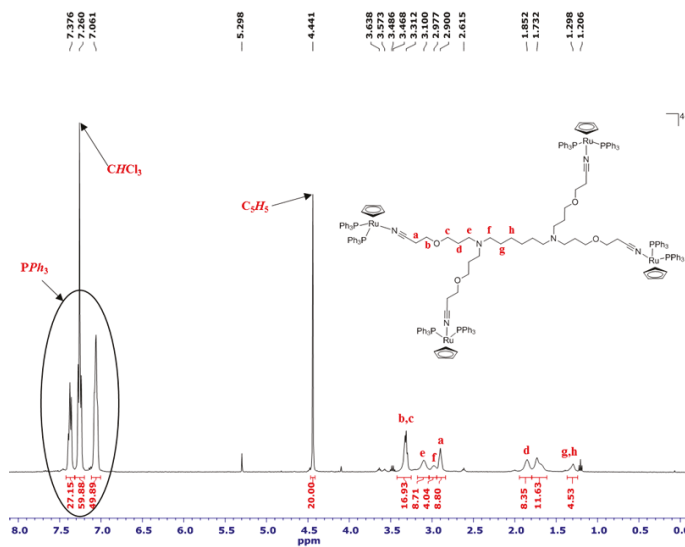 7.376
7.260
7.061
5.298
4.441
3.638
3.573
3.486
3.468
3.312
3.100
2.977
2.900
2.615
1.852
1.732
1.298
1.206
CHCl3
C5H5
PPh3
4
Ph3P Ru PPh3
N
O
Ph3P Ru N
Ph3P
a b O c d e N f g h
N O N Ru PPh3
PPh3
O
N
Ph3P Ru PPh3
b,c
e
f
a
d
g,h
27.15
59.88
49.89
20.00
16.93
8.71
4.04
8.80
8.35
11.63
4.53
8.0 7.5 7.0 6.5 6.0 5.5 5.0 4.5 4.0 3.5 3.0 2.5 2.0 1.5 1.0 0.5 0.0
ppm